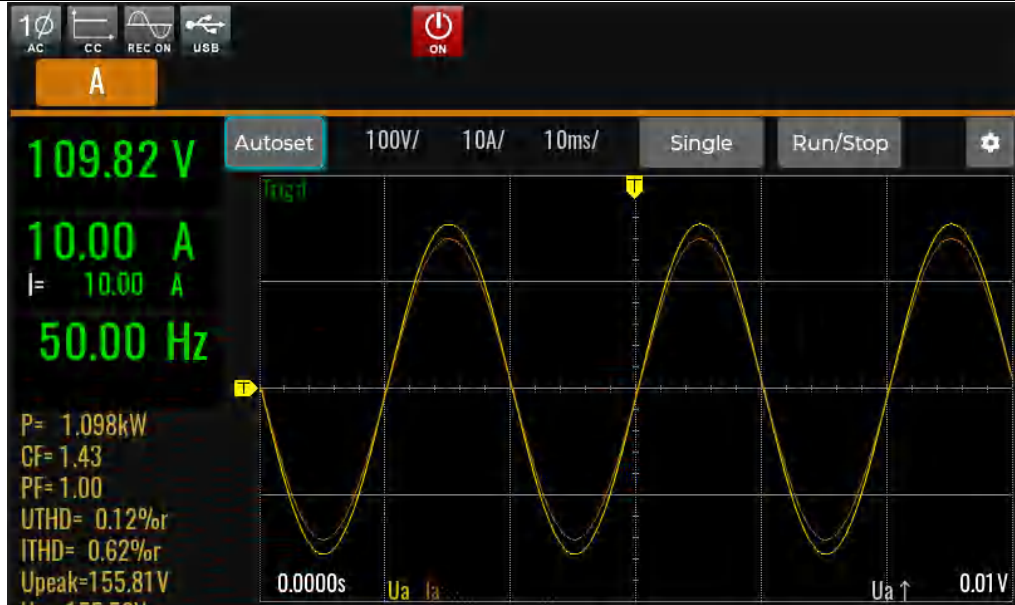 1Ø
AC
CC
REC ON
USB
ON
A
109.82 V
10.00 A
I= 10.00 A
50.00 Hz
P= 1.098kW
CF= 1.43
PF= 1.00
UTHD= 0.12%r
ITHD= 0.62%r
Upeak=155.81V
Autoset
100V/
10A/
10ms/
Single
Run/Stop
Trig'd
T
T
0.0000s
Ua
Ia
Ua ↑
0.01V